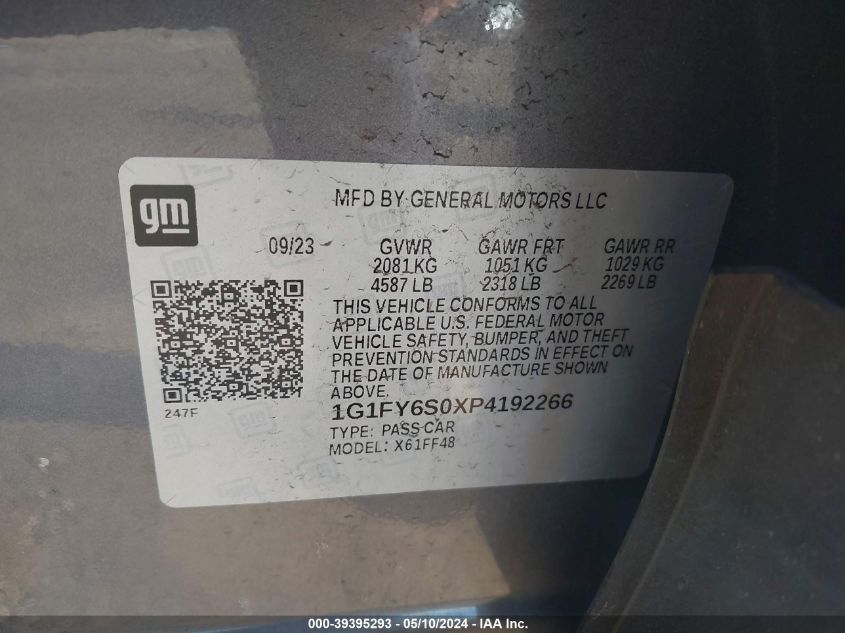 gm
MFD BY GENERAL MOTORS LLC
09/23 GVWR GAWR FRT GAWR RR
2081 KG 1051 KG 1029 KG
4587 LB 2318 LB 2269 LB
THIS VEHICLE CONFORMS TO ALL
APPLICABLE U.S. FEDERAL MOTOR
VEHICLE SAFETY, BUMPER, AND THEFT
PREVENTION STANDARDS IN EFFECT ON
THE DATE OF MANUFACTURE SHOWN
ABOVE.
247F
1G1FY6S0XP4192266
TYPE: PASS CAR
MODEL: X61FF48
000-39395293 - 05/10/2024 - IAA Inc.